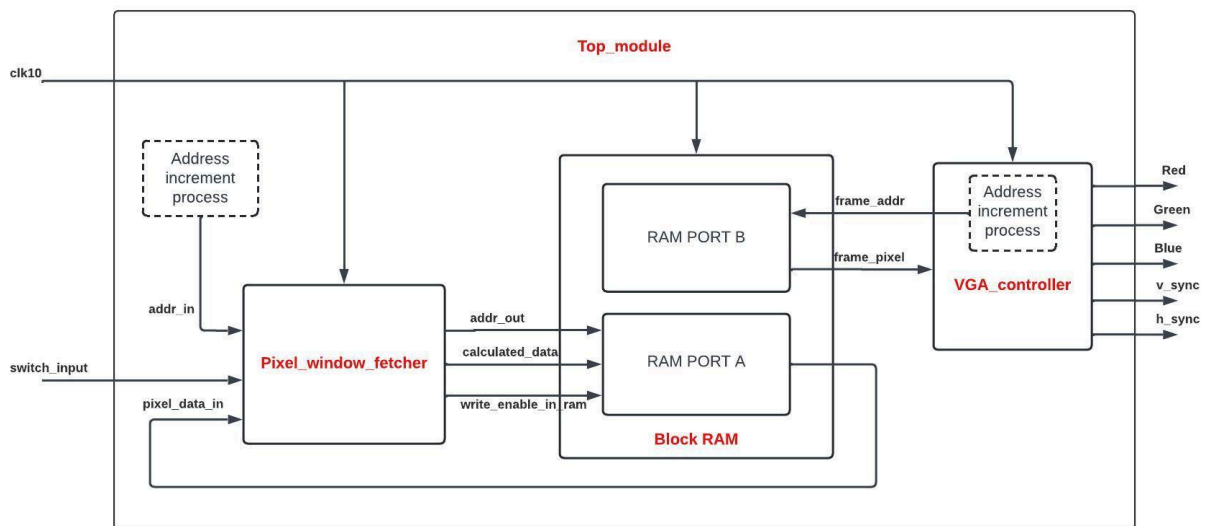 Top_module
clk10
Address
increment
process
Address
increment
process
Red
Green
Blue
v_sync
h_sync
frame_addr
RAM PORT B
frame_pixel
VGA_controller
addr_in
addr_out
calculated_data
write_enable_in_ram
Pixel_window_fetcher
RAM PORT A
switch_input
pixel_data_in
Block RAM